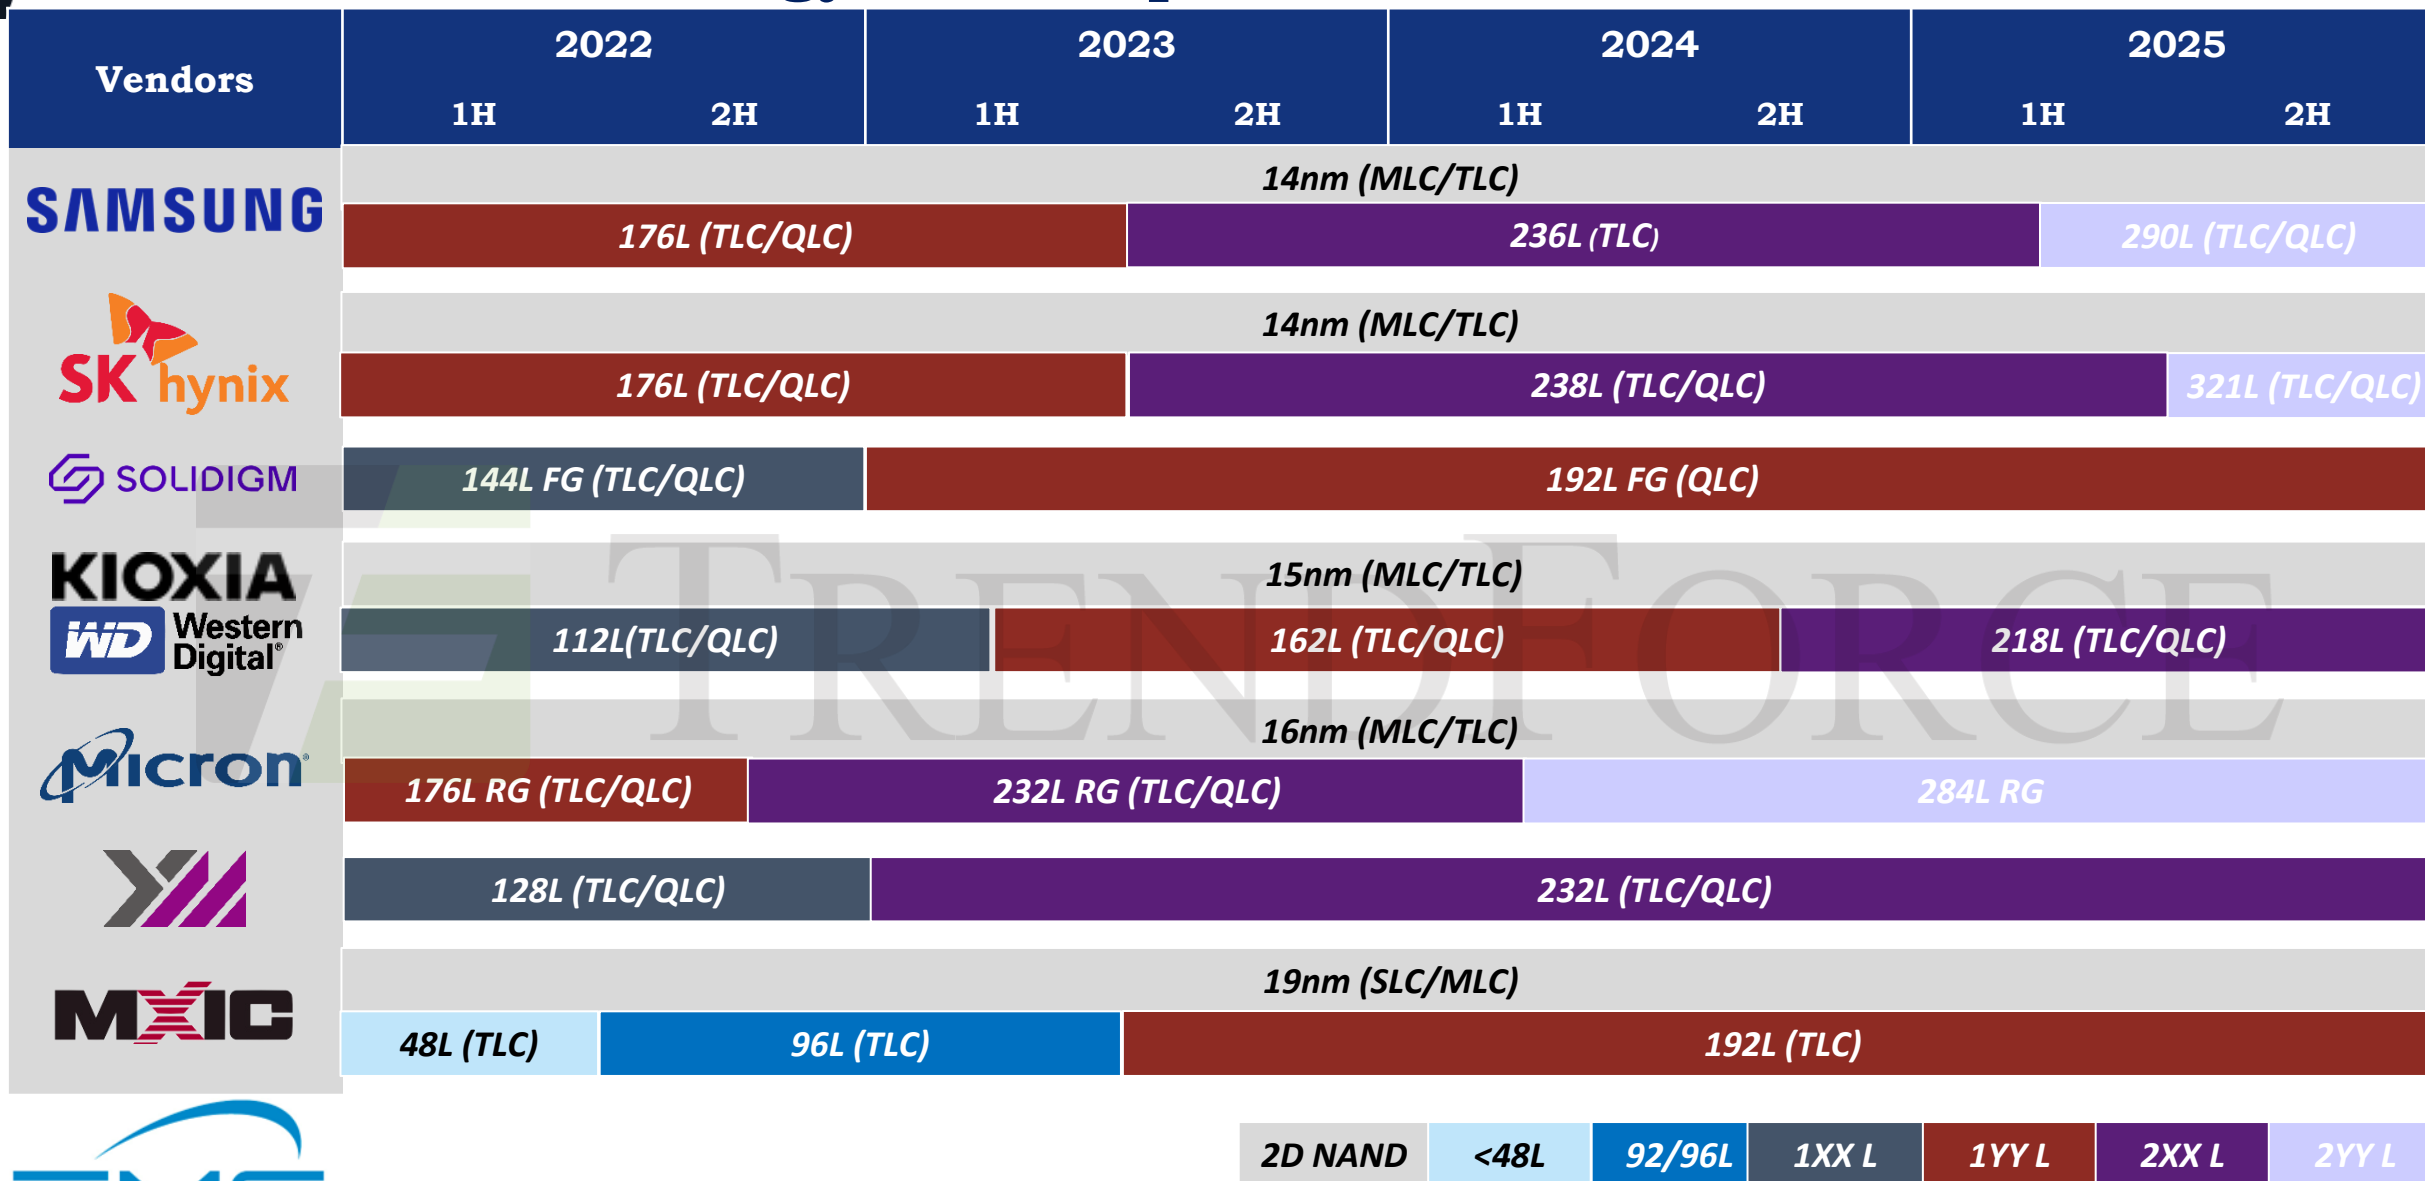 Vendors 2022 2023 2024 2025
1H 2H 1H 2H 1H 2H 1H 2H
SAMSUNG
14nm (MLC/TLC)
176L (TLC/QLC) 236L (TLC) 290L (TLC/QLC)
SK hynix
14nm (MLC/TLC)
176L (TLC/QLC) 238L (TLC/QLC) 321L (TLC/QLC)
SOLIDIGM
144L FG (TLC/QLC) 192L FG (QLC)
KIOXIA
WD Western Digital®
15nm (MLC/TLC)
112L(TLC/QLC) 162L (TLC/QLC) 218L (TLC/QLC)
TRENDFORCE
Micron®
16nm (MLC/TLC)
176L RG (TLC/QLC) 232L RG (TLC/QLC) 284L RG
128L (TLC/QLC) 232L (TLC/QLC)
MXIC
19nm (SLC/MLC)
48L (TLC) 96L (TLC) 192L (TLC)
2D NAND <48L 92/96L 1XX L 1YY L 2XX L 2YY L